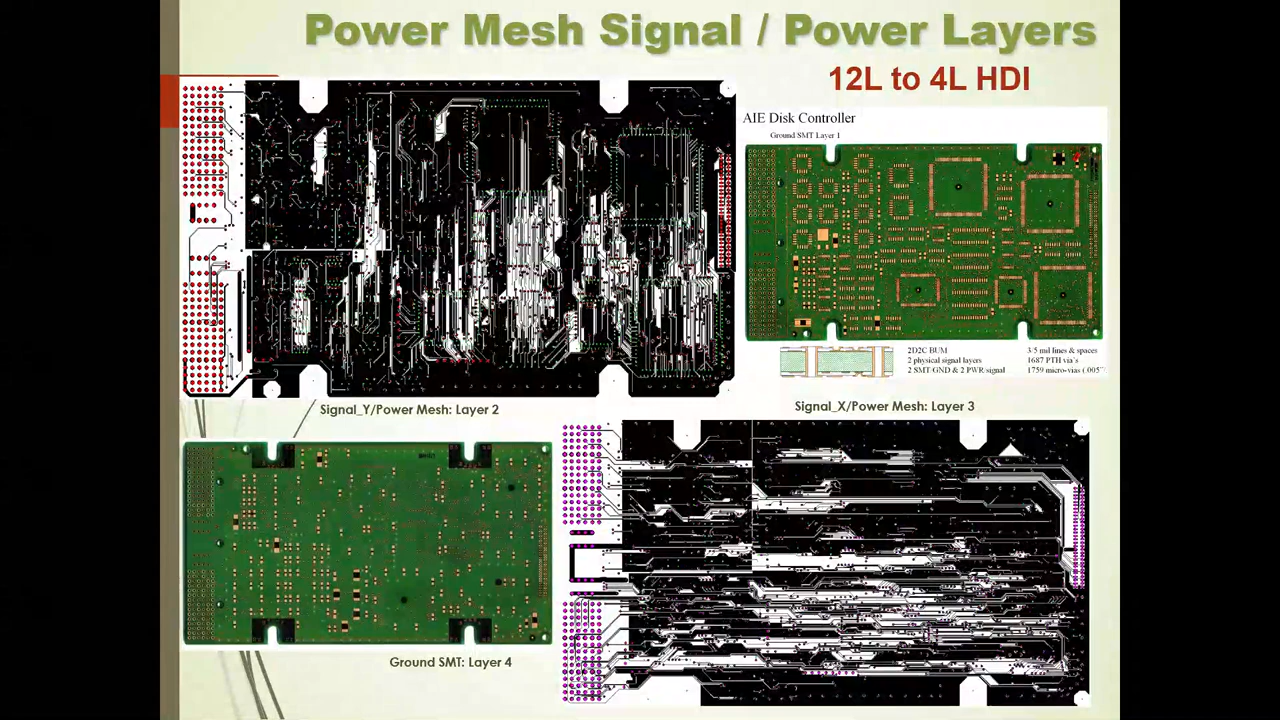 Power Mesh Signal / Power Layers
12L to 4L HDI
AIE Disk Controller
Ground SMT Layer 1
2D2C BUM
2 physical signal layers
2 SMT/GND & 2 PWR signal
3/5 mil lines & spaces
1687 PTH via's
1759 micro-vias (.005"
Signal_Y/Power Mesh: Layer 2
Signal_X/Power Mesh: Layer 3
Ground SMT: Layer 4